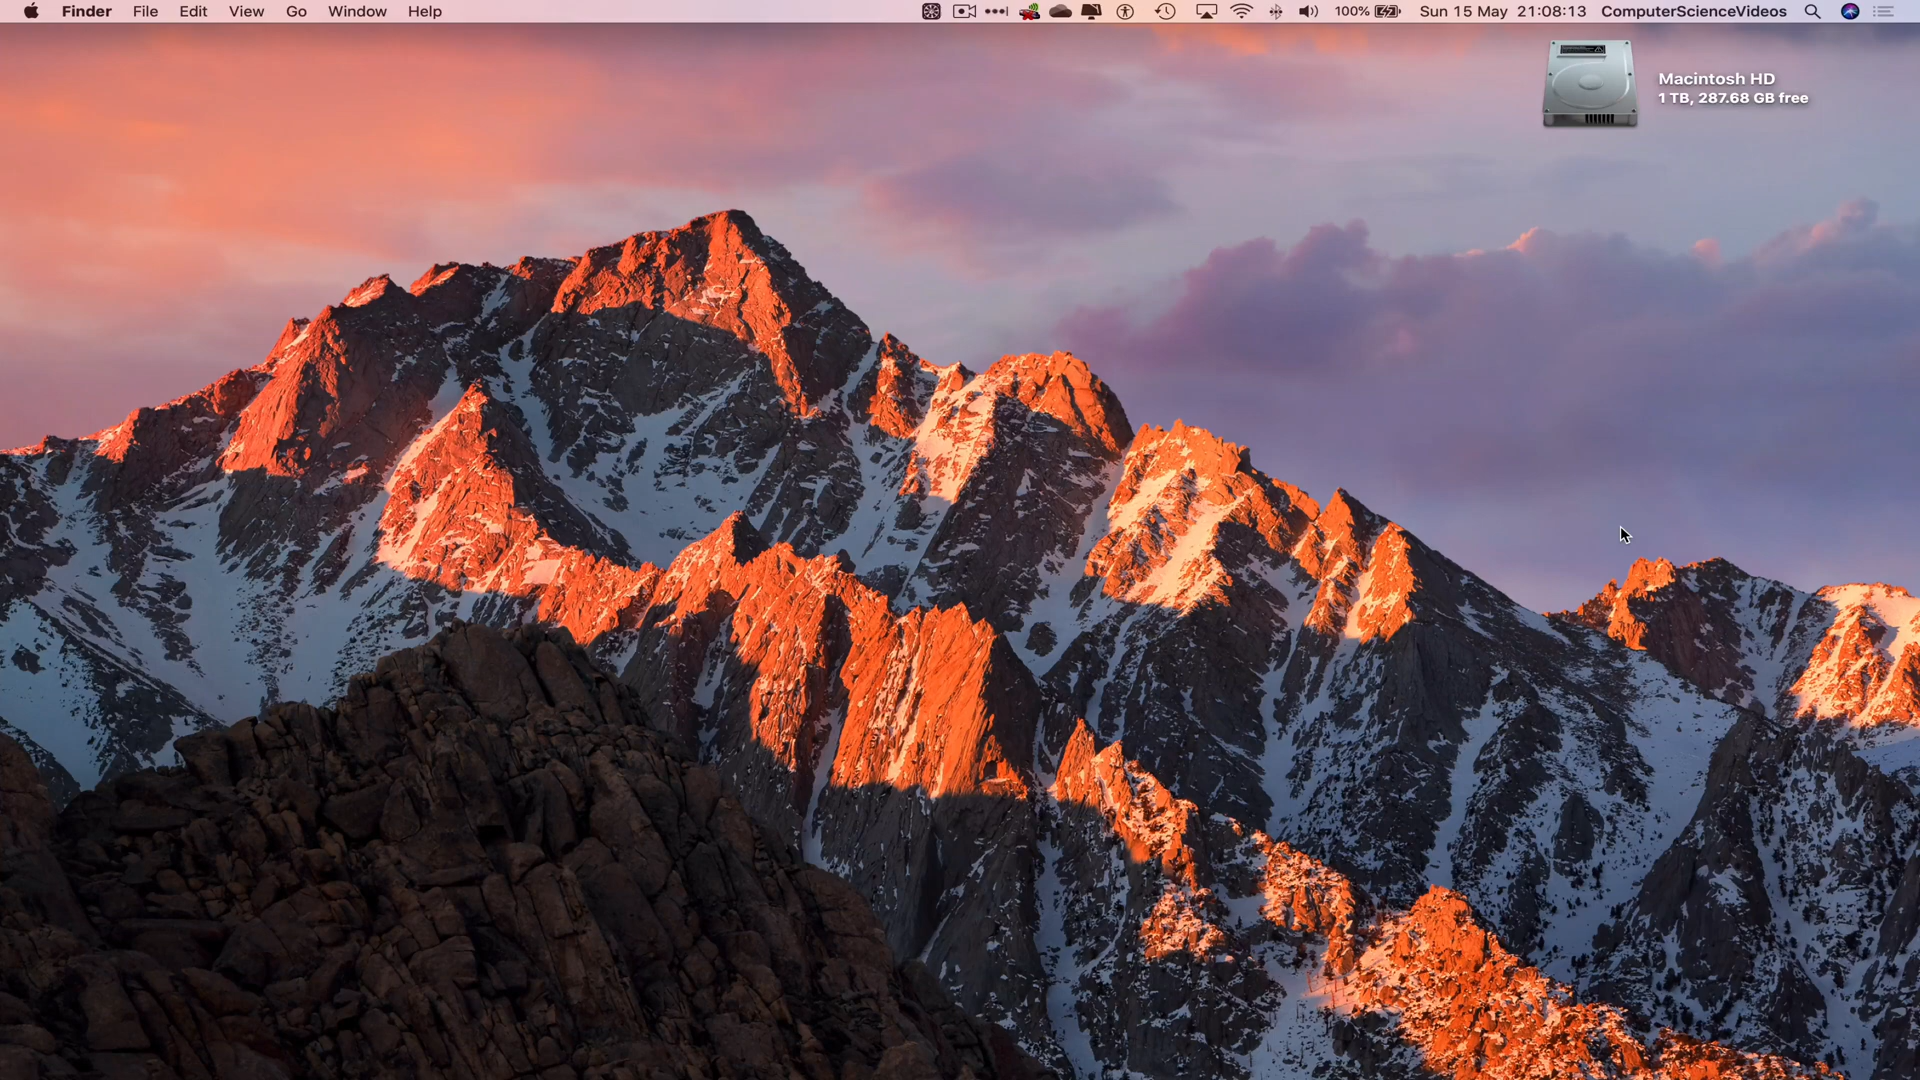 Finder File Edit View Go Window Help 100% Sun 15 May 21:08:13 ComputerScienceVideos
Macintosh HD
1 TB, 287.68 GB free